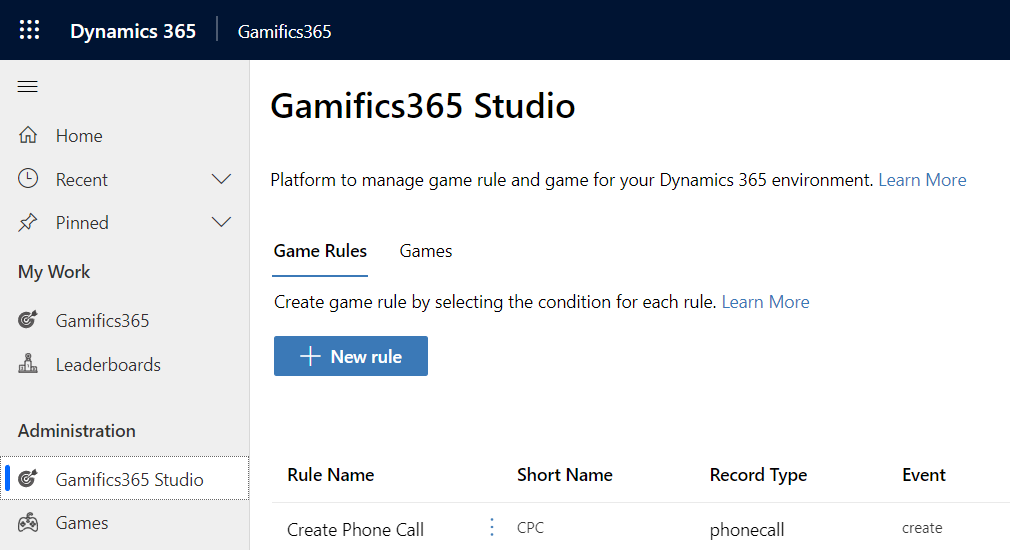 Dynamics 365 Gamifics365
Home
Recent
Pinned
My Work
Gamifics365
Leaderboards
Administration
Gamifics365 Studio
Games
Gamifics365 Studio
Platform to manage game rule and game for your Dynamics 365 environment. Learn More
Game Rules Games
Create game rule by selecting the condition for each rule. Learn More
New rule
Rule Name Short Name Record Type Event
Create Phone Call CPC phonecall create